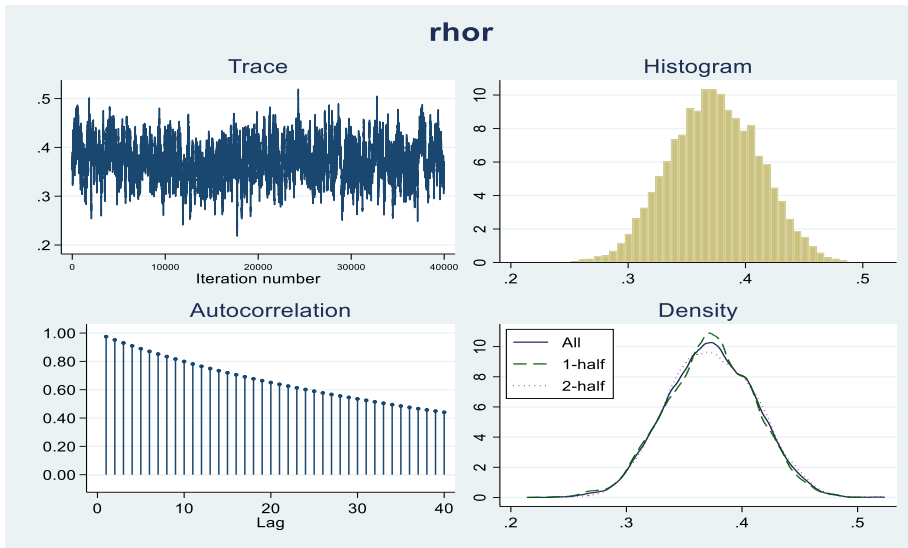 rhor
Trace
.5
.4
.3
.2
0 10000 20000 30000 40000
Iteration number
Histogram
10
8
6
4
2
0
.2 .3 .4 .5
Autocorrelation
1.00
0.80
0.60
0.40
0.20
0.00
0 10 20 30 40
Lag
Density
All
1-half
2-half
10
8
6
4
2
0
.2 .3 .4 .5